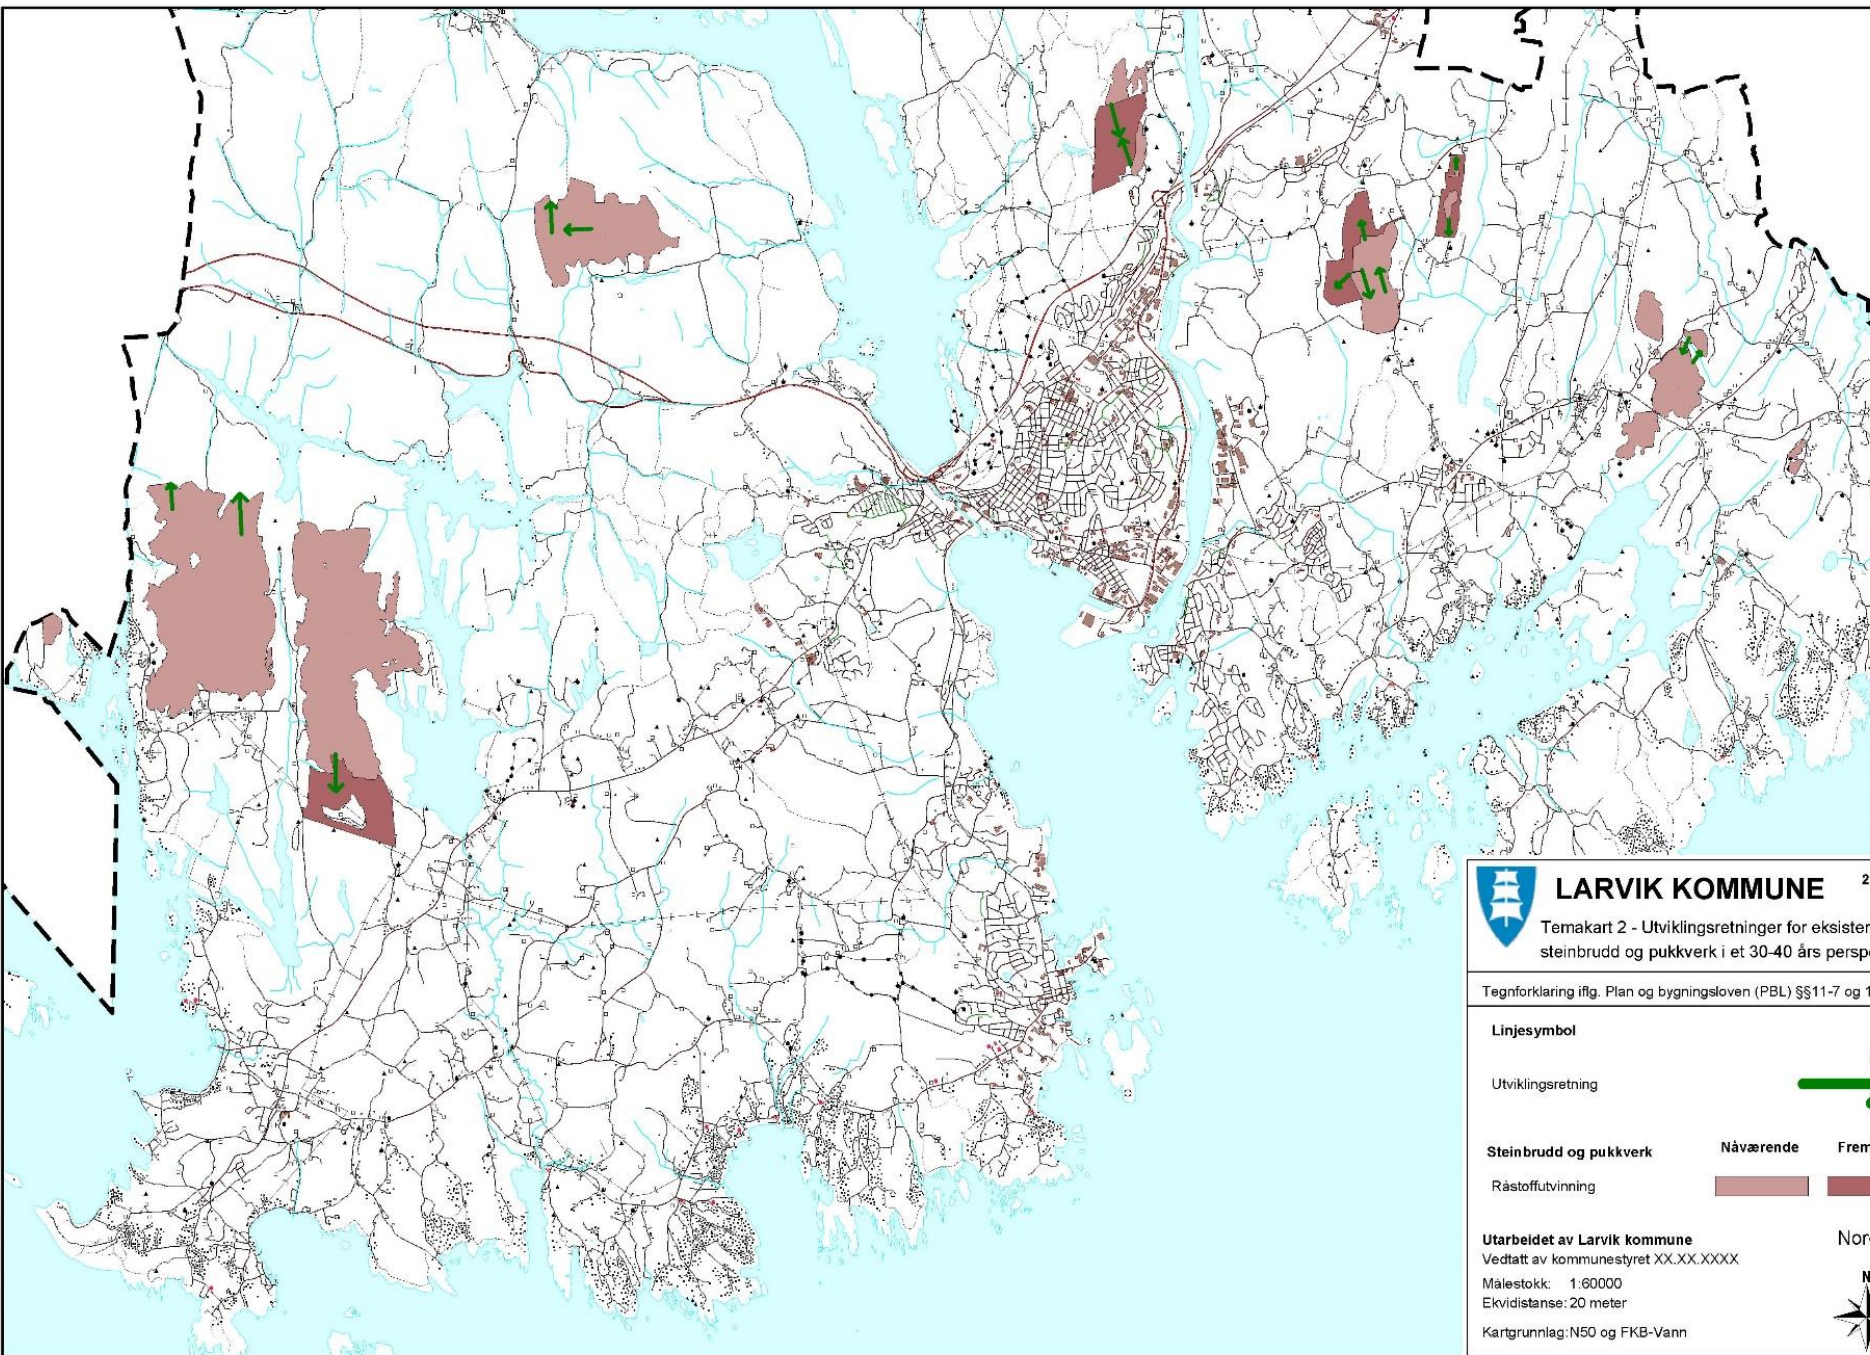 LARVIK KOMMUNE
Temakart 2 - Utviklingsretninger for eksister
steinbrudd og pukkverk i et 30-40 års perspe
Tegnforklaring iflg. Plan og bygningsloven (PBL) §§11-7 og 1
Linjesymbol
Utviklingsretning
Steinbrudd og pukkverk Nåværende Frem
Råstoffutvinning
Utarbeidet av Larvik kommune
Vedtatt av kommunestyret XX.XX.XXXX
Målestokk: 1:60000
Ekvidistanse: 20 meter
Kartgrunnlag: N50 og FKB-Vann
Nor
N